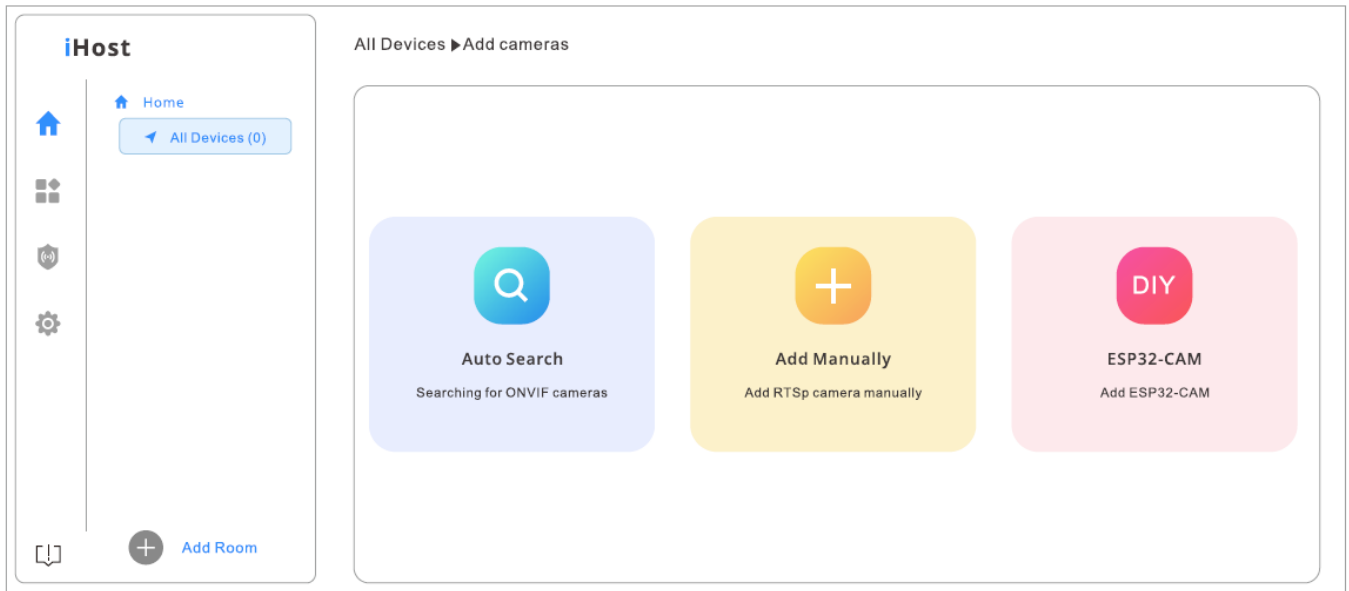 iHost
All Devices ▶Add cameras
Home
All Devices (0)
Add Room
DIY
Auto Search
Searching for ONVIF cameras
Add Manually
Add RTSp camera manually
ESP32-CAM
Add ESP32-CAM